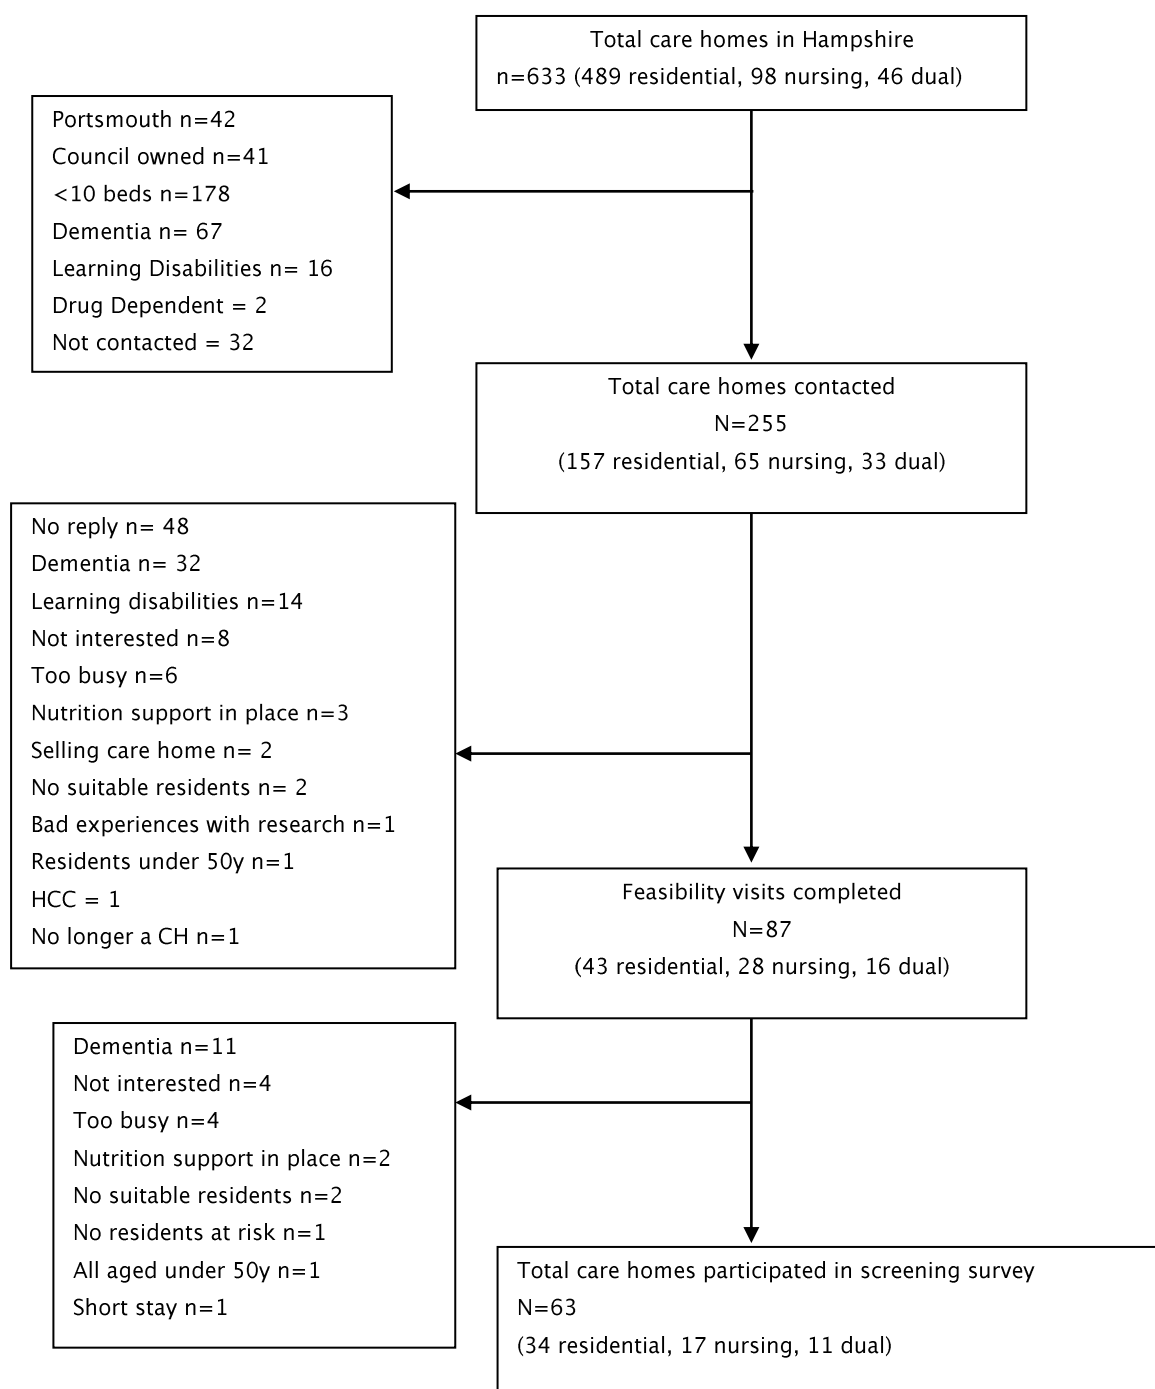 Total care homes in Hampshire
n=633 (489 residential, 98 nursing, 46 dual)
Portsmouth n=42
Council owned n=41
<10 beds n=178
Dementia n= 67
Learning Disabilities n= 16
Drug Dependent = 2
Not contacted = 32
Total care homes contacted
N=255
(157 residential, 65 nursing, 33 dual)
No reply n= 48
Dementia n= 32
Learning disabilities n=14
Not interested n=8
Too busy n=6
Nutrition support in place n=3
Selling care home n= 2
No suitable residents n= 2
Bad experiences with research n=1
Residents under 50y n=1
HCC = 1
No longer a CH n=1
Feasibility visits completed
N=87
(43 residential, 28 nursing, 16 dual)
Dementia n=11
Not interested n=4
Too busy n=4
Nutrition support in place n=2
No suitable residents n=2
No residents at risk n=1
All aged under 50y n=1
Short stay n=1
Total care homes participated in screening survey
N=63
(34 residential, 17 nursing, 11 dual)